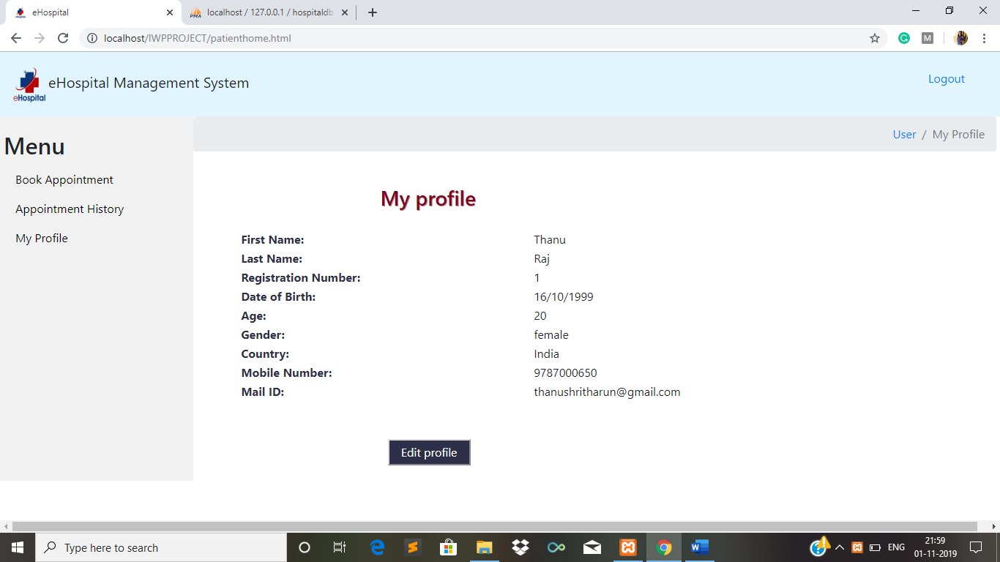 eHospital
localhost / 127.0.0.1 / hospitaldb
localhost/IWPPROJECT/patienthome.html
M
eHospital
eHospital Management System
Logout
Menu
User / My Profile
Book Appointment
Appointment History
My Profile
My profile
First Name: Thanu
Last Name: Raj
Registration Number: 1
Date of Birth: 16/10/1999
Age: 20
Gender: female
Country: India
Mobile Number: 9787000650
Mail ID: thanushritharun@gmail.com
Edit profile
Type here to search
ENG
21:59
01-11-2019